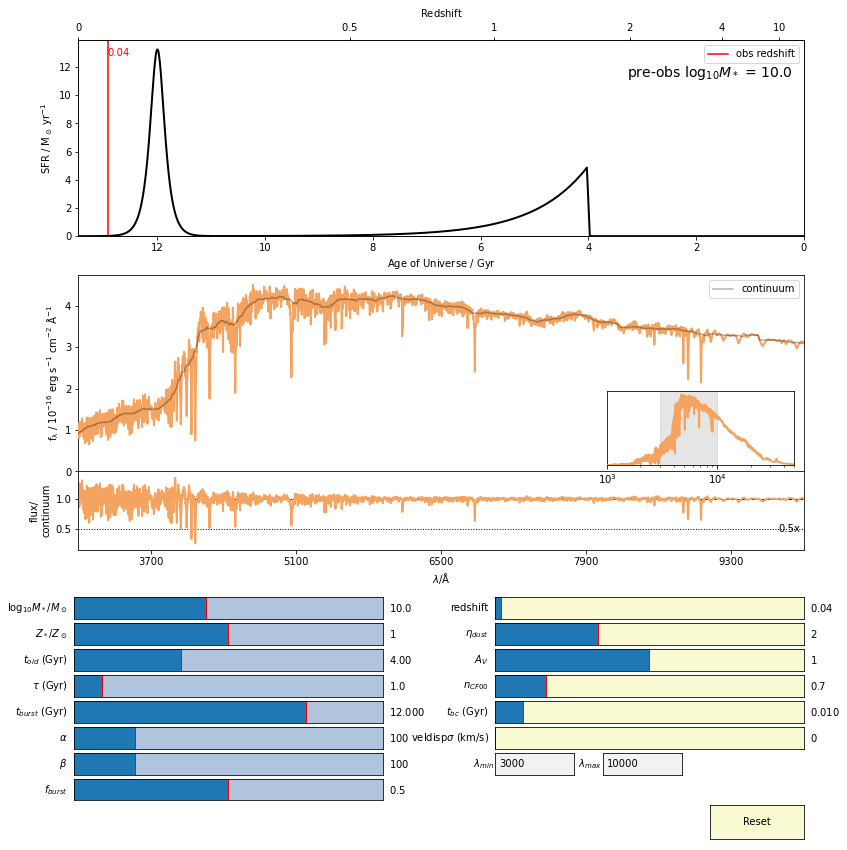 Redshift
0 0.5 1 2 4 10
0.04
obs redshift
pre-obs log₁₀M* = 10.0
SFR / M⊙ yr⁻¹
12
10
8
6
4
2
0
12 10 8 6 4 2 0
Age of Universe / Gyr
continuum
f_λ / 10⁻¹⁶ erg s⁻¹ cm⁻² Å⁻¹
4
3
2
1
0
10³ 10⁴
flux/
continuum
1.0
0.5
0.5x
3700 5100 6500 7900 9300
λ/Å
log₁₀M*/M⊙ 10.0 redshift 0.04
Z*/Z⊙ 1 η_dust 2
t_old (Gyr) 4.00 A_V 1
τ (Gyr) 1.0 n_CF00 0.7
t_burst (Gyr) 12.000 t_bc (Gyr) 0.010
α 100 veldispσ (km/s) 0
β 100 λ_min 3000 λ_max 10000
f_burst 0.5
Reset